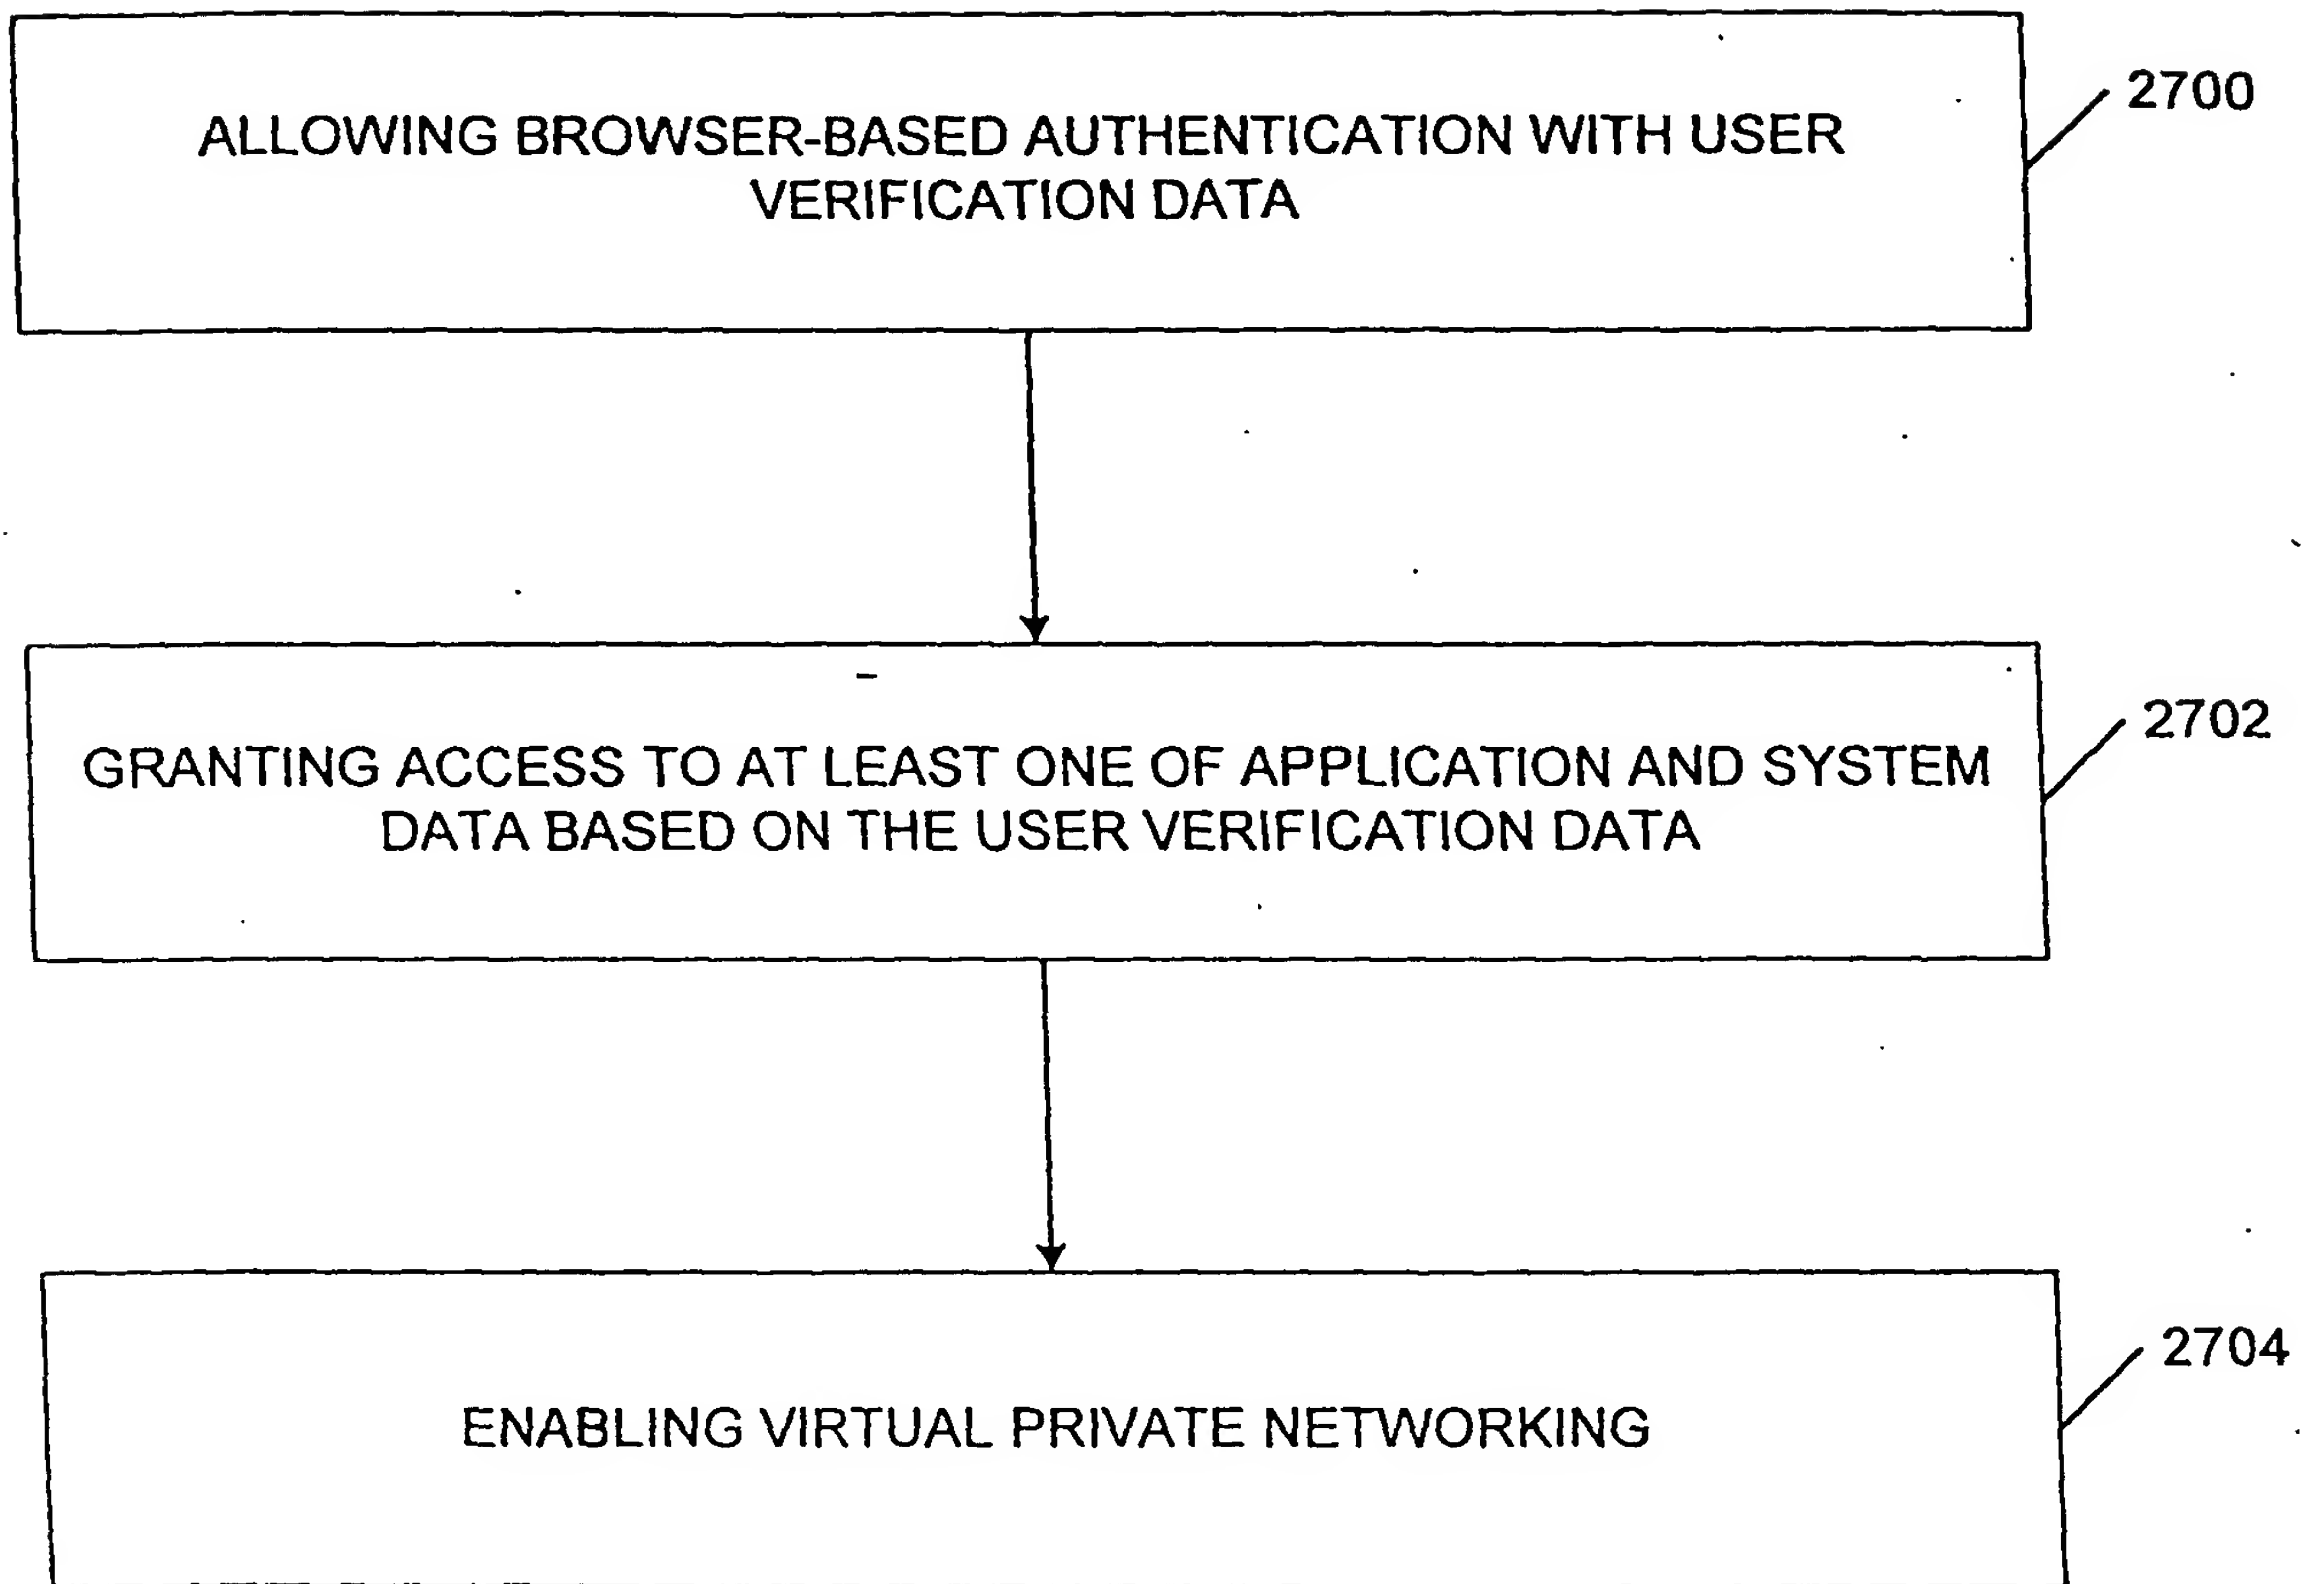 ALLOWING BROWSER-BASED AUTHENTICATION WITH USER
VERIFICATION DATA
2700
GRANTING ACCESS TO AT LEAST ONE OF APPLICATION AND SYSTEM
DATA BASED ON THE USER VERIFICATION DATA
2702
ENABLING VIRTUAL PRIVATE NETWORKING
2704